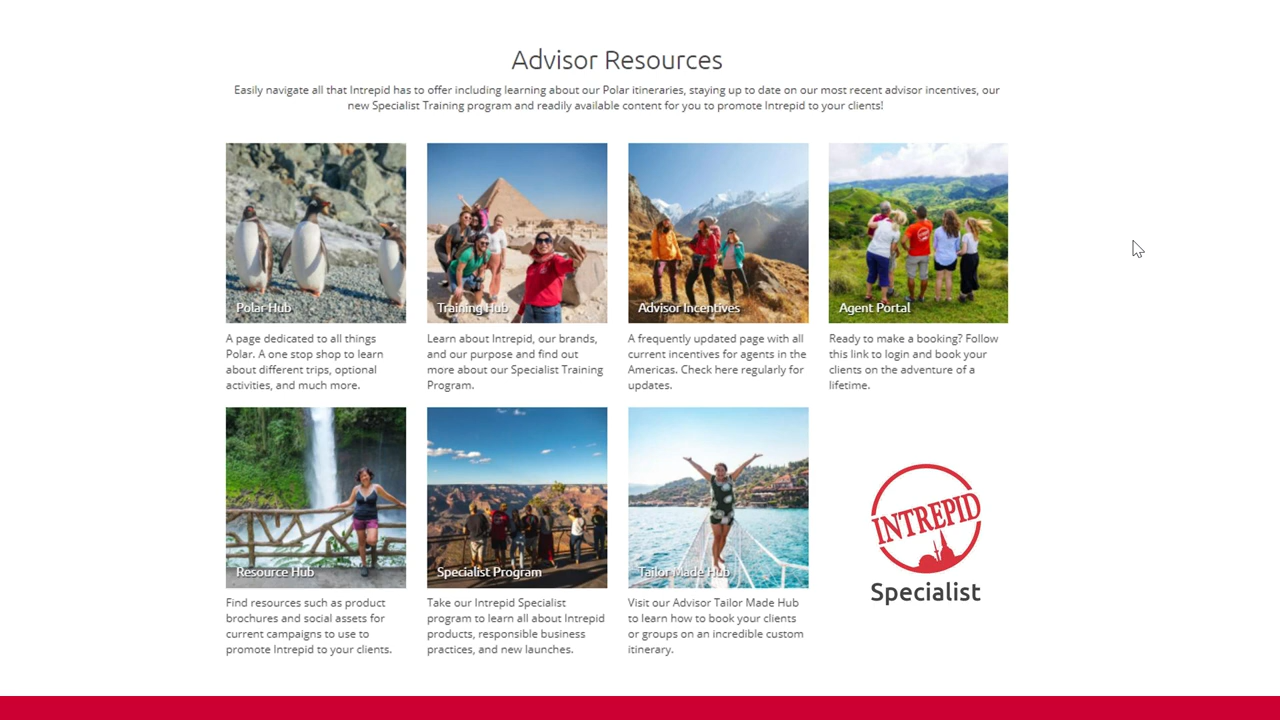 Advisor Resources
Easily navigate all that Intrepid has to offer including learning about our Polar itineraries, staying up to date on our most recent advisor incentives, our
new Specialist Training program and readily available content for you to promote Intrepid to your clients!
Polar Hub
A page dedicated to all things
Polar. A one stop shop to learn
about different trips, optional
activities, and much more.
Training Hub
Learn about Intrepid, our brands,
and our purpose and find out
more about our Specialist Training
Program.
Advisor Incentives
A frequently updated page with all
current incentives for agents in the
Americas. Check here regularly for
updates.
Agent Portal
Ready to make a booking? Follow
this link to login and book your
clients on the adventure of a
lifetime.
Resource Hub
Find resources such as product
brochures and social assets for
current campaigns to use to
promote Intrepid to your clients.
Specialist Program
Take our Intrepid Specialist
program to learn all about Intrepid
products, responsible business
practices, and new launches.
Tailor Made Hub
Visit our Advisor Tailor Made Hub
to learn how to book your clients
or groups on an incredible custom
itinerary.
INTREPID
Specialist